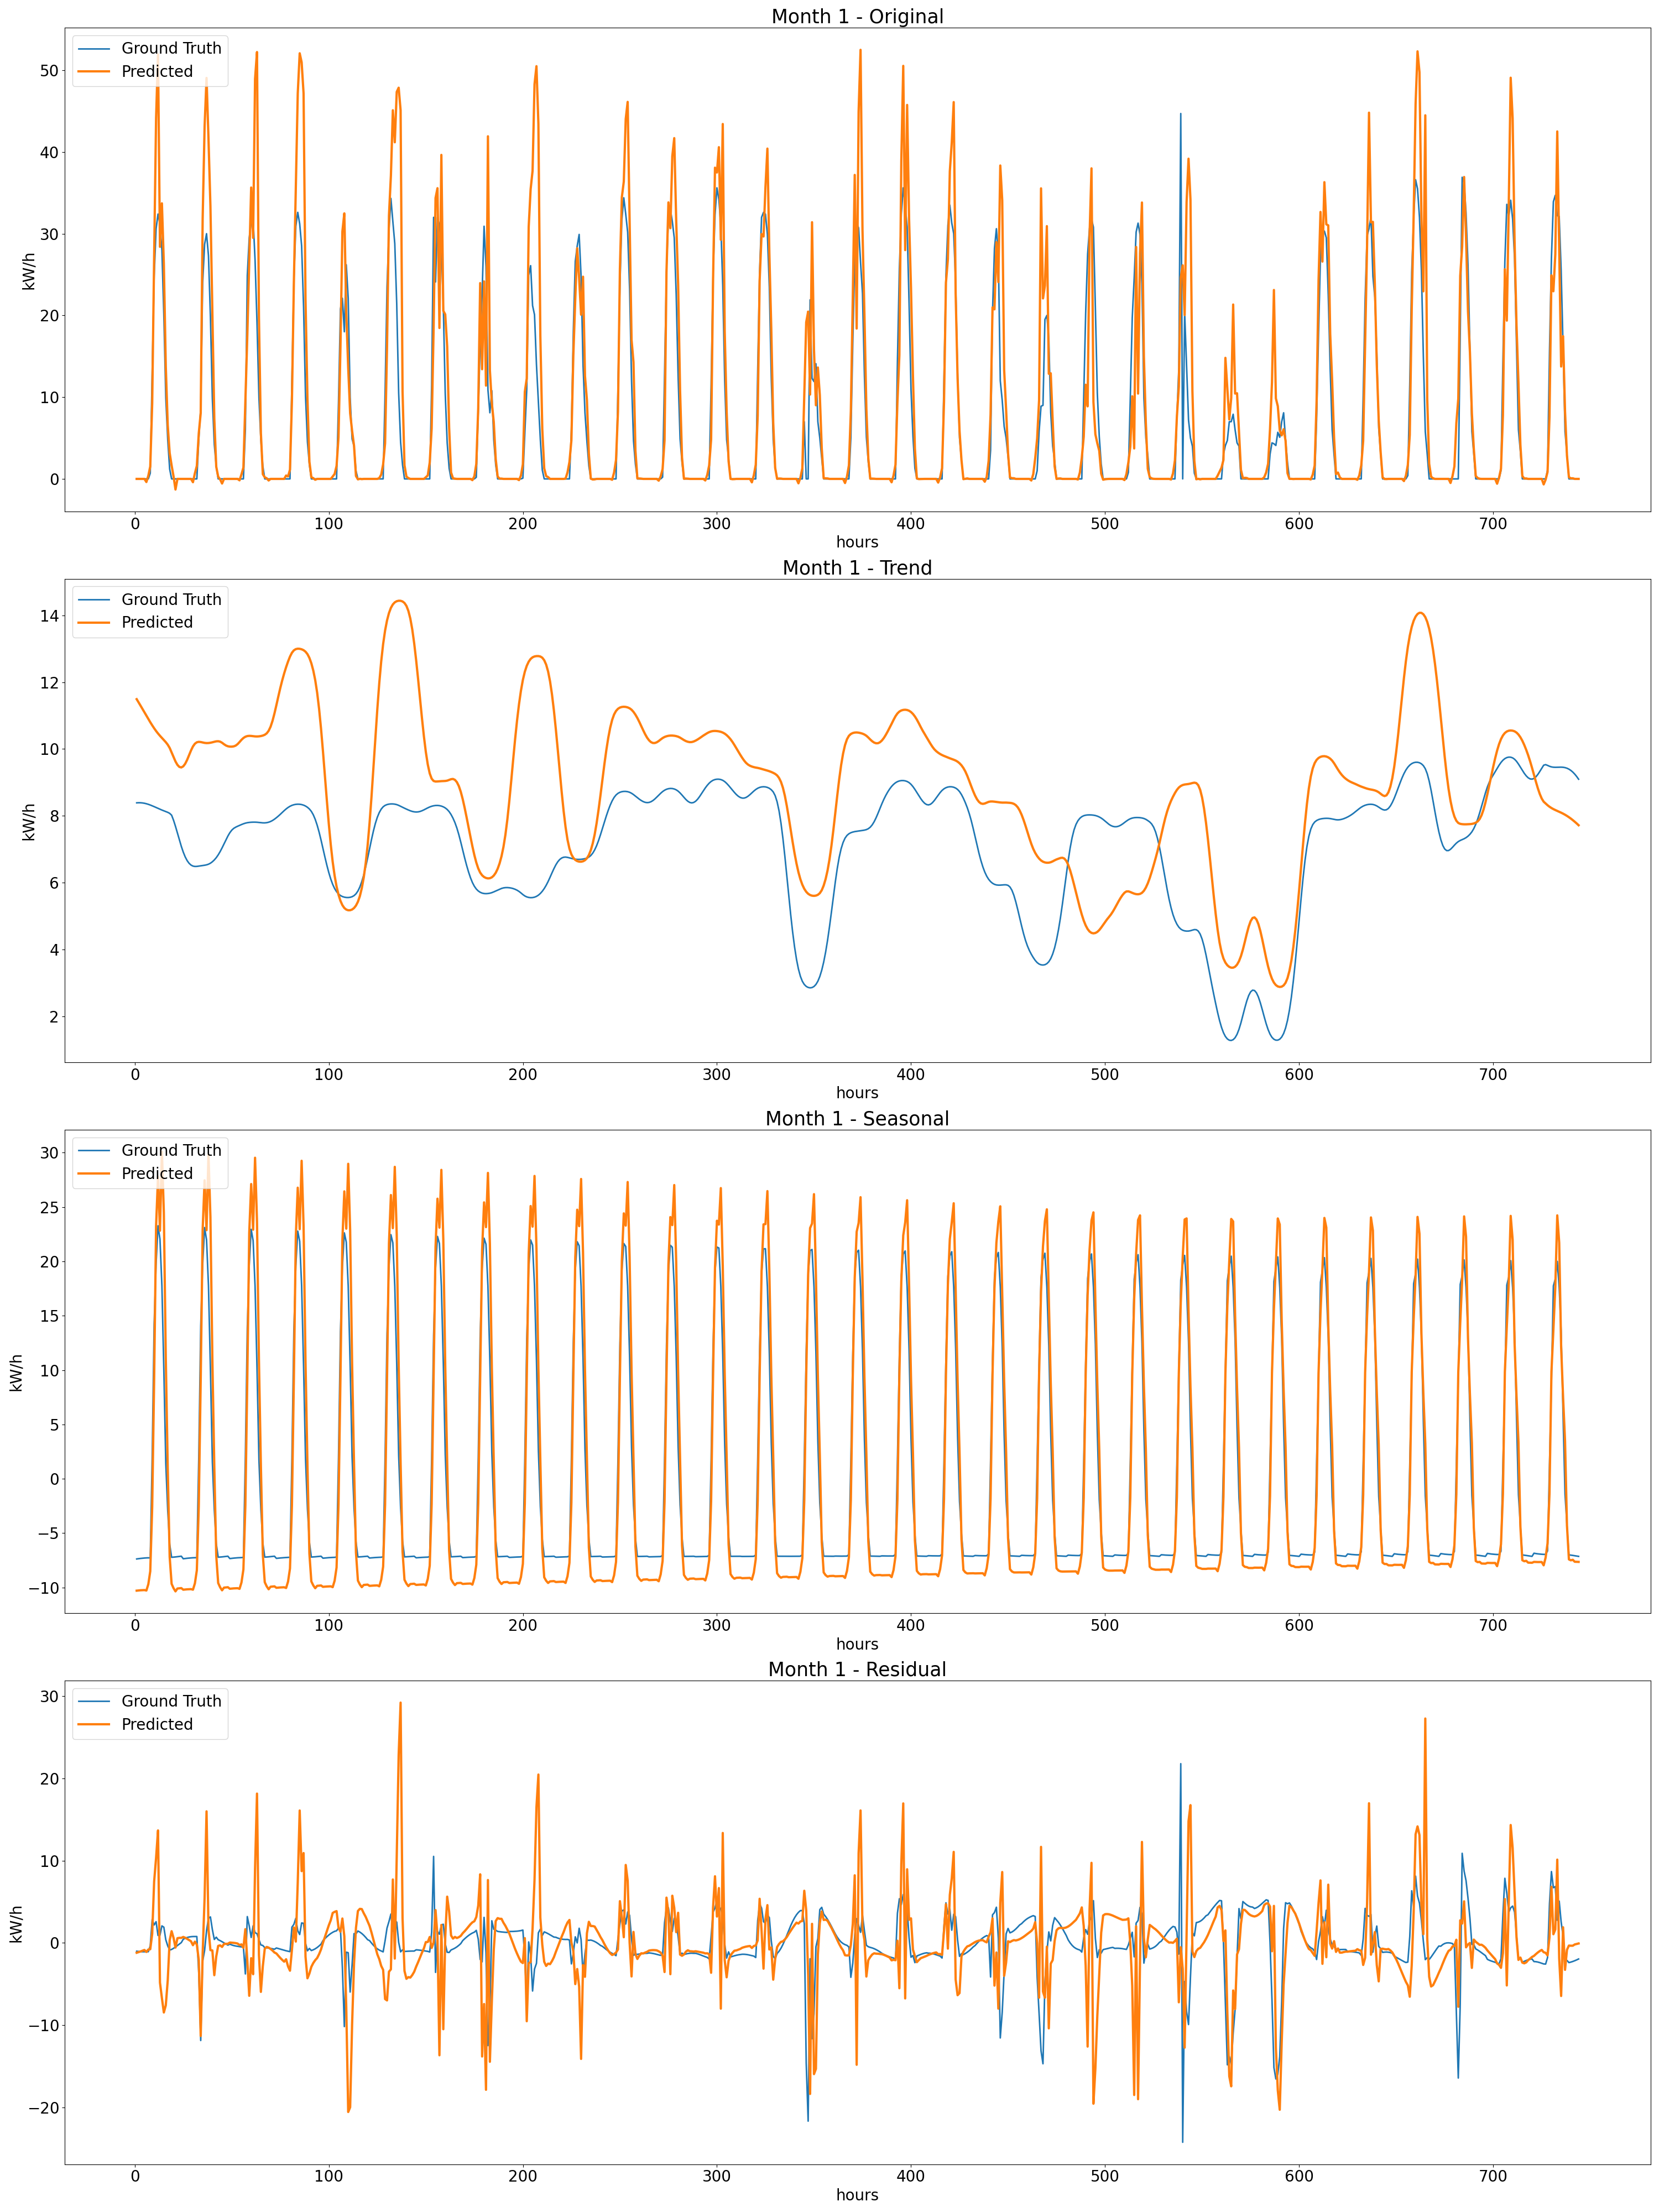 Month 1 - Original
Ground Truth
Predicted
kW/h
50
40
30
20
10
0
0 100 200 300 400 500 600 700
hours
Month 1 - Trend
Ground Truth
Predicted
kW/h
14
12
10
8
6
4
2
0 100 200 300 400 500 600 700
hours
Month 1 - Seasonal
Ground Truth
Predicted
kW/h
30
25
20
15
10
5
0
−5
−10
0 100 200 300 400 500 600 700
hours
Month 1 - Residual
Ground Truth
Predicted
kW/h
30
20
10
0
−10
−20
0 100 200 300 400 500 600 700
hours